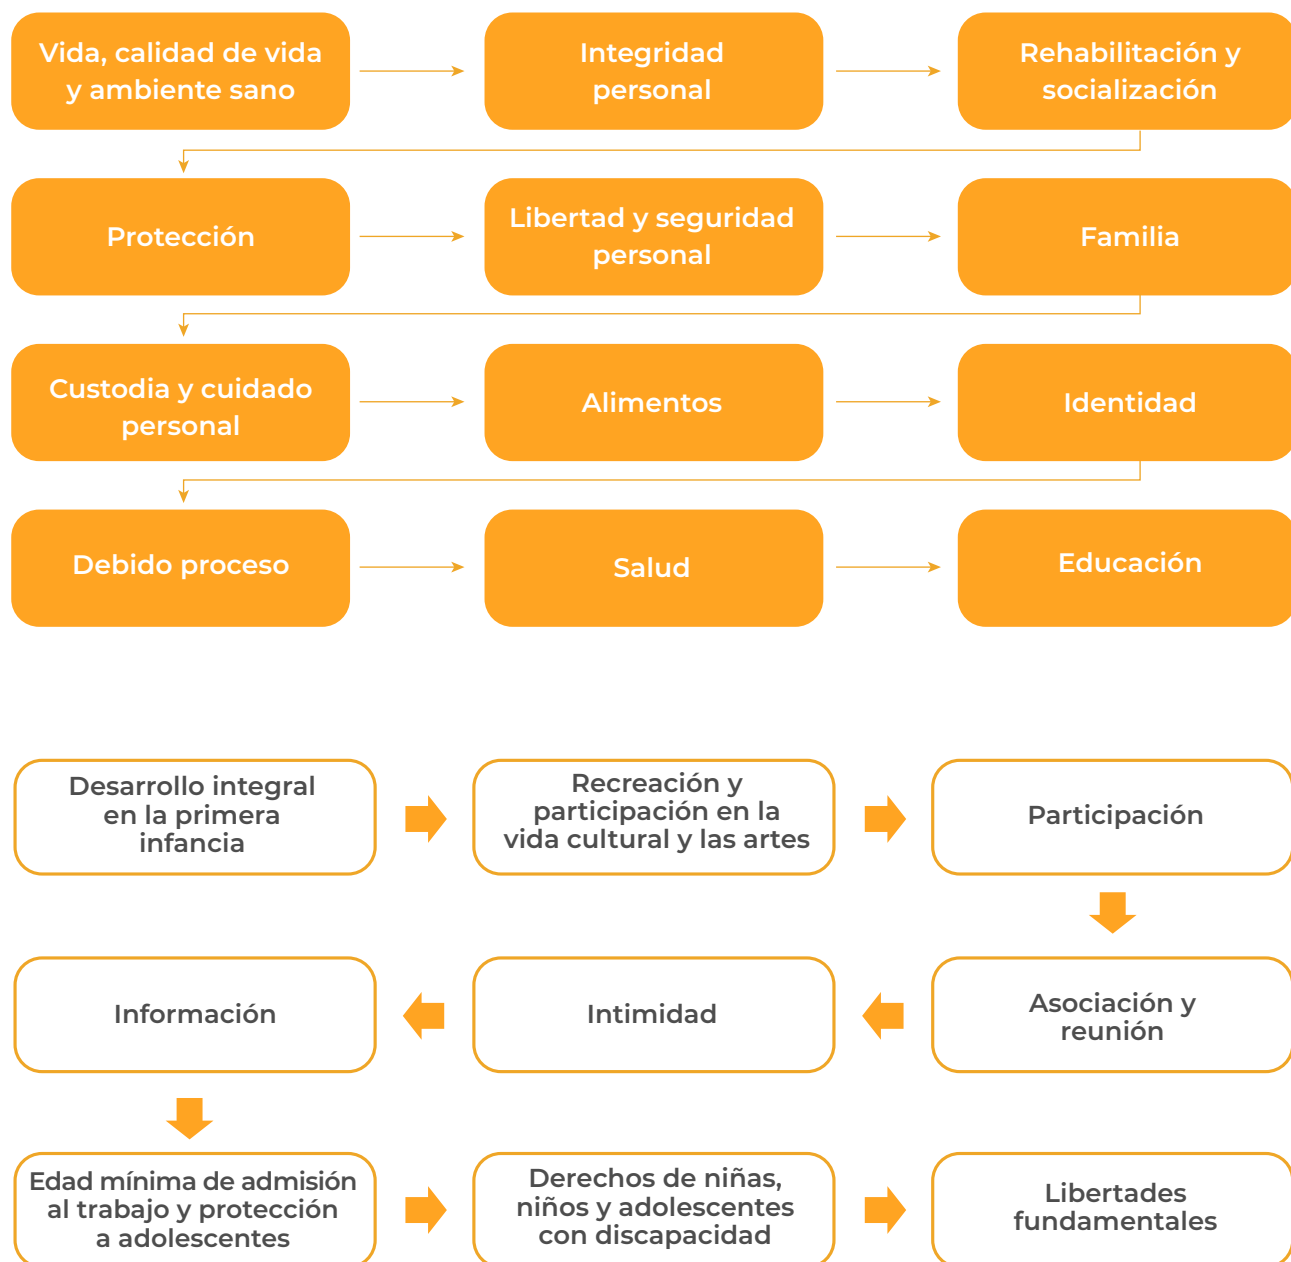 Vida, calidad de vida
y ambiente sano
Integridad
personal
Rehabilitación y
socialización
Protección
Libertad y seguridad
personal
Familia
Custodia y cuidado
personal
Alimentos
Identidad
Debido proceso
Salud
Educación
Desarrollo integral
en la primera
infancia
Recreación y
participación en la
vida cultural y las artes
Participación
Asociación y
reunión
Intimidad
Información
Edad mínima de admisión
al trabajo y protección
a adolescentes
Derechos de niñas,
niños y adolescentes
con discapacidad
Libertades
fundamentales